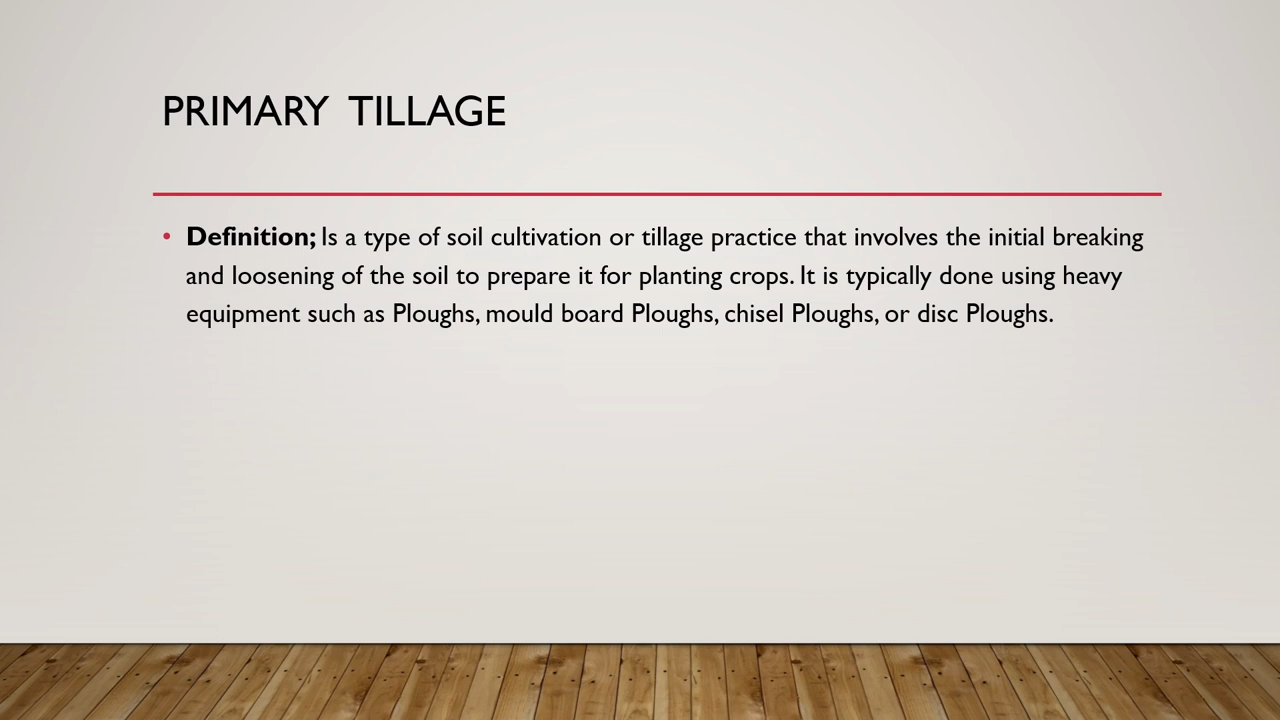 PRIMARY TILLAGE
• Definition; Is a type of soil cultivation or tillage practice that involves the initial breaking
and loosening of the soil to prepare it for planting crops. It is typically done using heavy
equipment such as Ploughs, mould board Ploughs, chisel Ploughs, or disc Ploughs.